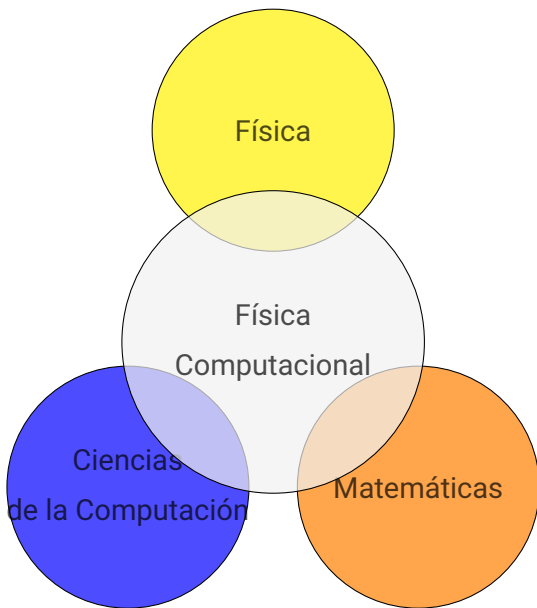 Física
Física
Computacional
Ciencias
de la Computación
Matemáticas